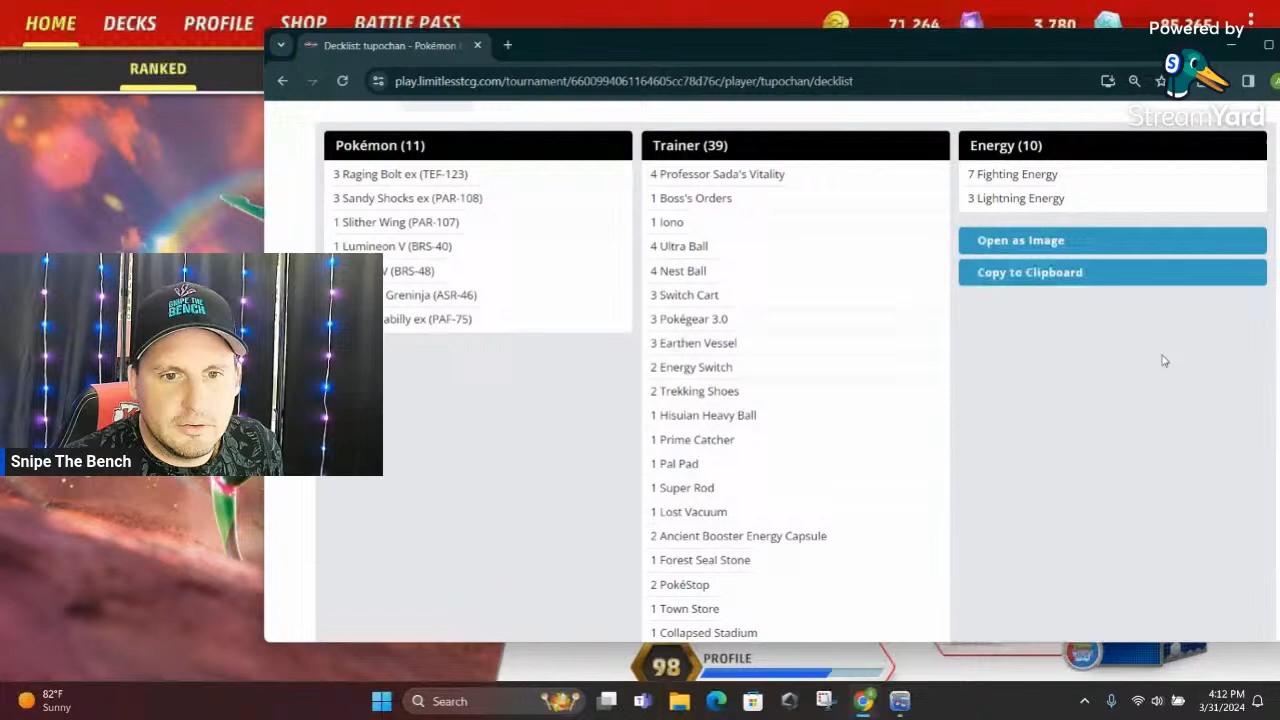 HOME DECKS PROFILE SHOP BATTLE PASS
71,264 3,780 85,265
Powered by
StreamYard
RANKED
Decklist: tupochan - Pokémon
play.limitlesstcg.com/tournament/6600994061164605cc78d76c/player/tupochan/decklist
Pokémon (11)
3 Raging Bolt ex (TEF-123)
3 Sandy Shocks ex (PAR-108)
1 Slither Wing (PAR-107)
1 Lumineon V (BRS-40)
V (BRS-48)
Greninja (ASR-46)
abilly ex (PAF-75)
Trainer (39)
4 Professor Sada's Vitality
1 Boss's Orders
1 Iono
4 Ultra Ball
4 Nest Ball
3 Switch Cart
3 Pokégear 3.0
3 Earthen Vessel
2 Energy Switch
2 Trekking Shoes
1 Hisuian Heavy Ball
1 Prime Catcher
1 Pal Pad
1 Super Rod
1 Lost Vacuum
2 Ancient Booster Energy Capsule
1 Forest Seal Stone
2 PokéStop
1 Town Store
1 Collapsed Stadium
Energy (10)
7 Fighting Energy
3 Lightning Energy
Open as Image
Copy to Clipboard
SNIPE THE
BENCH
Snipe The Bench
98 PROFILE
82°F
Sunny
Search
4:12 PM
3/31/2024